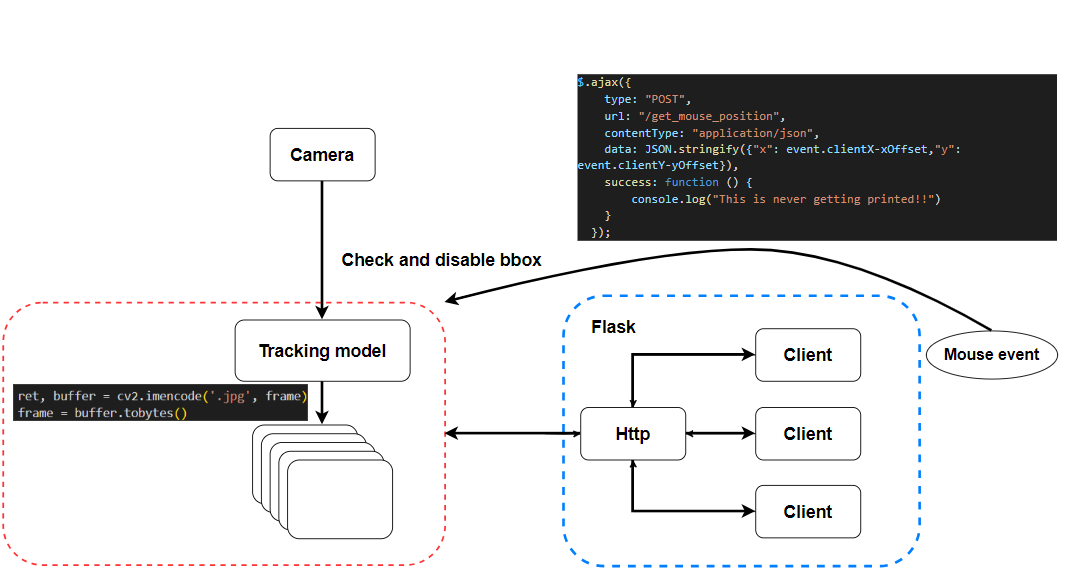 $.ajax({
type: "POST",
url: "/get_mouse_position",
contentType: "application/json",
data: JSON.stringify({"x": event.clientX-xOffset,"y":
event.clientY-yOffset}),
success: function () {
console.log("This is never getting printed!!")
}
});
Camera
Check and disable bbox
Tracking model
ret, buffer = cv2.imencode('.jpg', frame)
frame = buffer.tobytes()
Flask
Client
Mouse event
Http
Client
Client